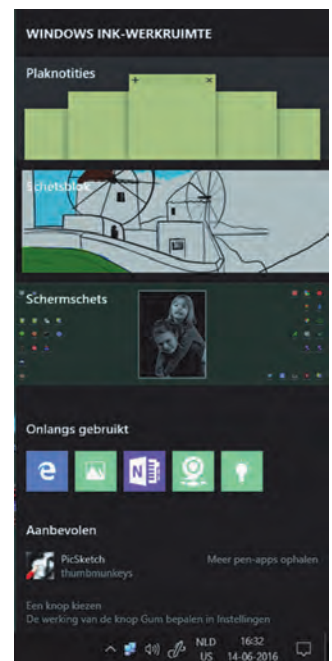 WINDOWS INK-WERKRUIMTE
Plaknotities
Schetsblok
Schermschets
Onlangs gebruikt
Aanbevolen
PicSketch
thumbmunkeys
Meer pen-apps ophalen
Een knop kiezen
De werking van de knop Gum bepalen in Instellingen
NLD
US
16:32
14-06-2016